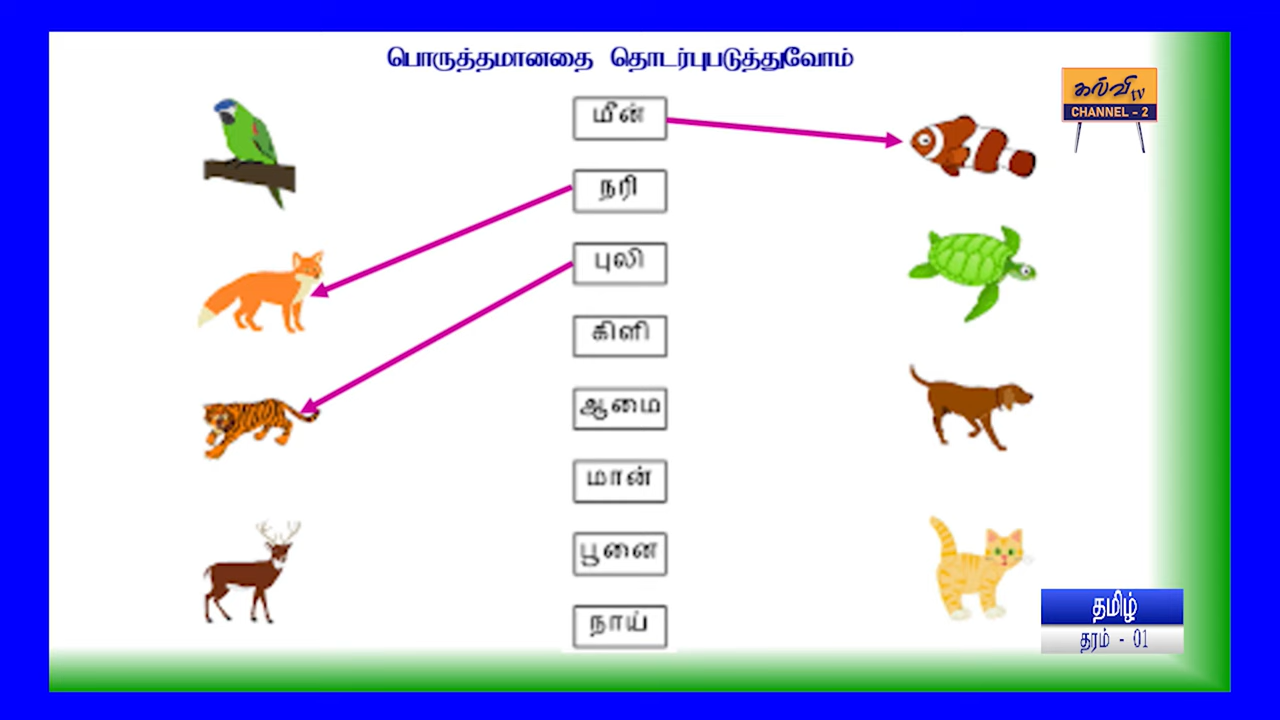 பொருத்தமானதை தொடர்புபடுத்துவோம்
கல்வி tv
CHANNEL - 2
மீன்
நரி
புலி
கிளி
ஆமை
மான்
பூனை
நாய்
தமிழ்
தரம் - 01